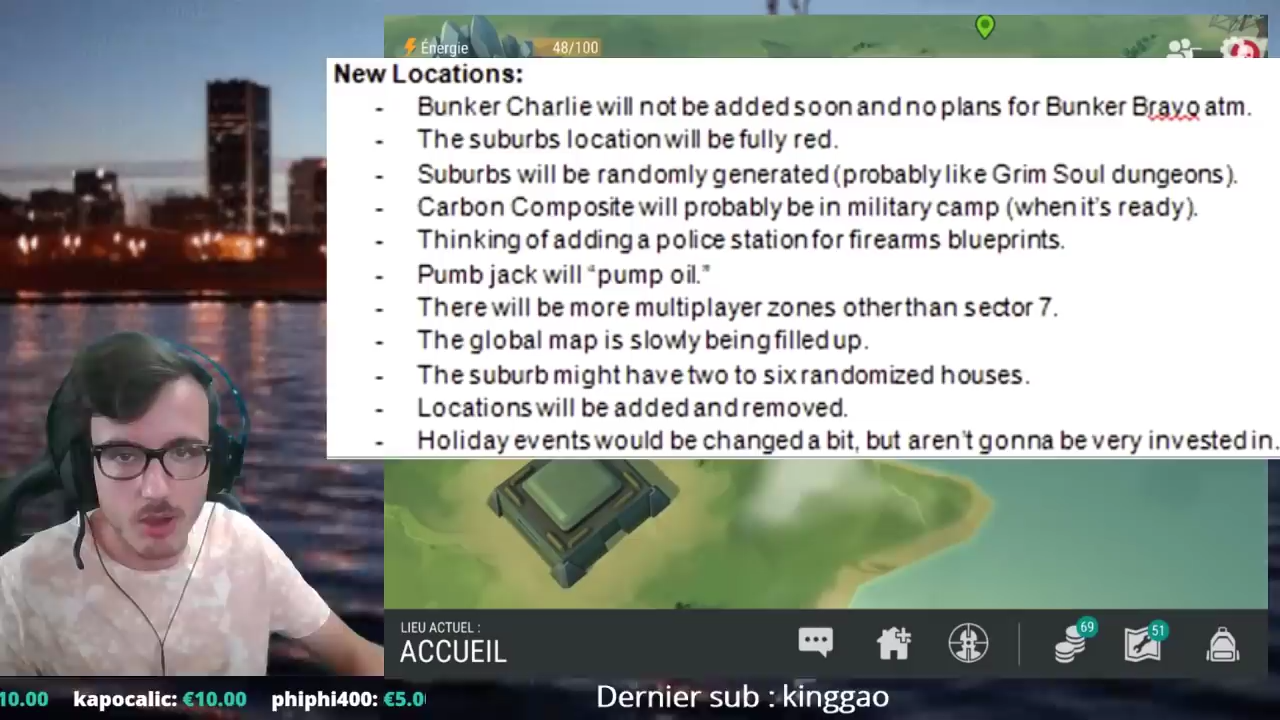 Énergie 48/100
New Locations:
- Bunker Charlie will not be added soon and no plans for Bunker Bravo atm.
- The suburbs location will be fully red.
- Suburbs will be randomly generated (probably like Grim Soul dungeons).
- Carbon Composite will probably be in military camp (when it's ready).
- Thinking of adding a police station for firearms blueprints.
- Pumb jack will “pump oil.”
- There will be more multiplayer zones other than sector 7.
- The global map is slowly being filled up.
- The suburb might have two to six randomized houses.
- Locations will be added and removed.
- Holiday events would be changed a bit, but aren't gonna be very invested in.
LIEU ACTUEL :
ACCUEIL
69
51
10.00 kapocalic: €10.00 phiphi400: €5.0
Dernier sub : kinggao